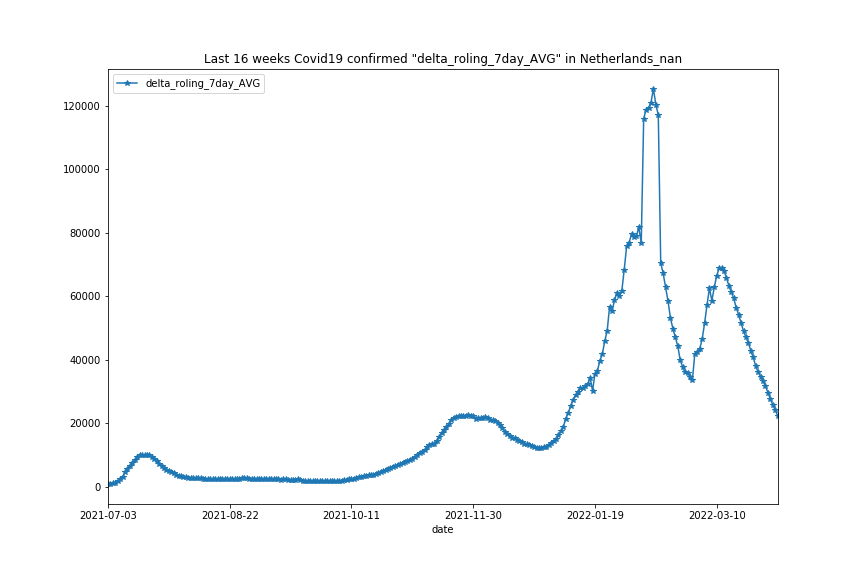 Last 16 weeks Covid19 confirmed "delta_roling_7day_AVG" in Netherlands_nan
delta_roling_7day_AVG
120000
100000
80000
60000
40000
20000
0
2021-07-03 2021-08-22 2021-10-11 2021-11-30 2022-01-19 2022-03-10
date